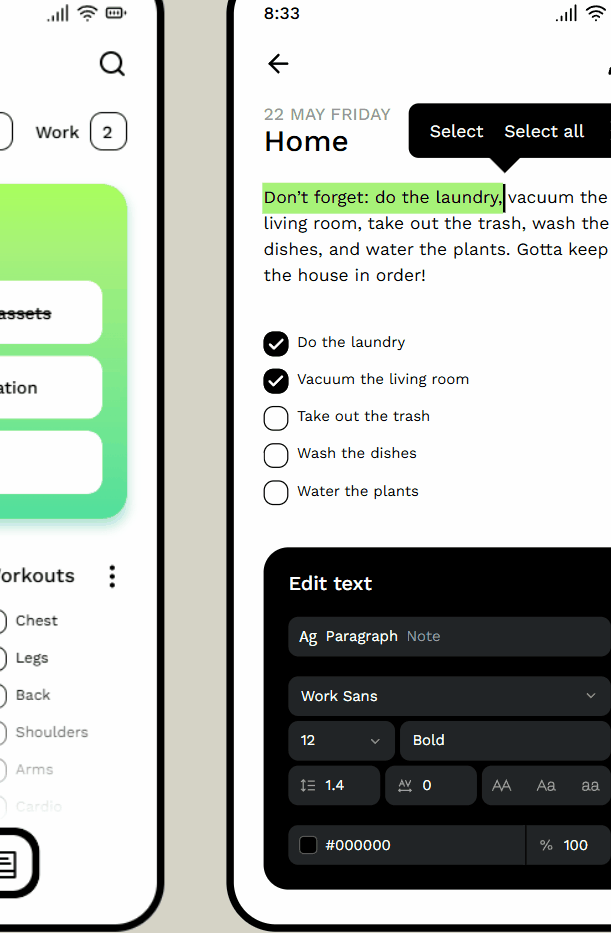 Work 2
assets
ation
orkouts
Chest
Legs
Back
Shoulders
Arms
Cardio
8:33
22 MAY FRIDAY
Home
Select Select all
Don’t forget: do the laundry, vacuum the
living room, take out the trash, wash the
dishes, and water the plants. Gotta keep
the house in order!
Do the laundry
Vacuum the living room
Take out the trash
Wash the dishes
Water the plants
Edit text
Ag Paragraph Note
Work Sans
12 Bold
1.4 AV 0 AA Aa aa
#000000 % 100